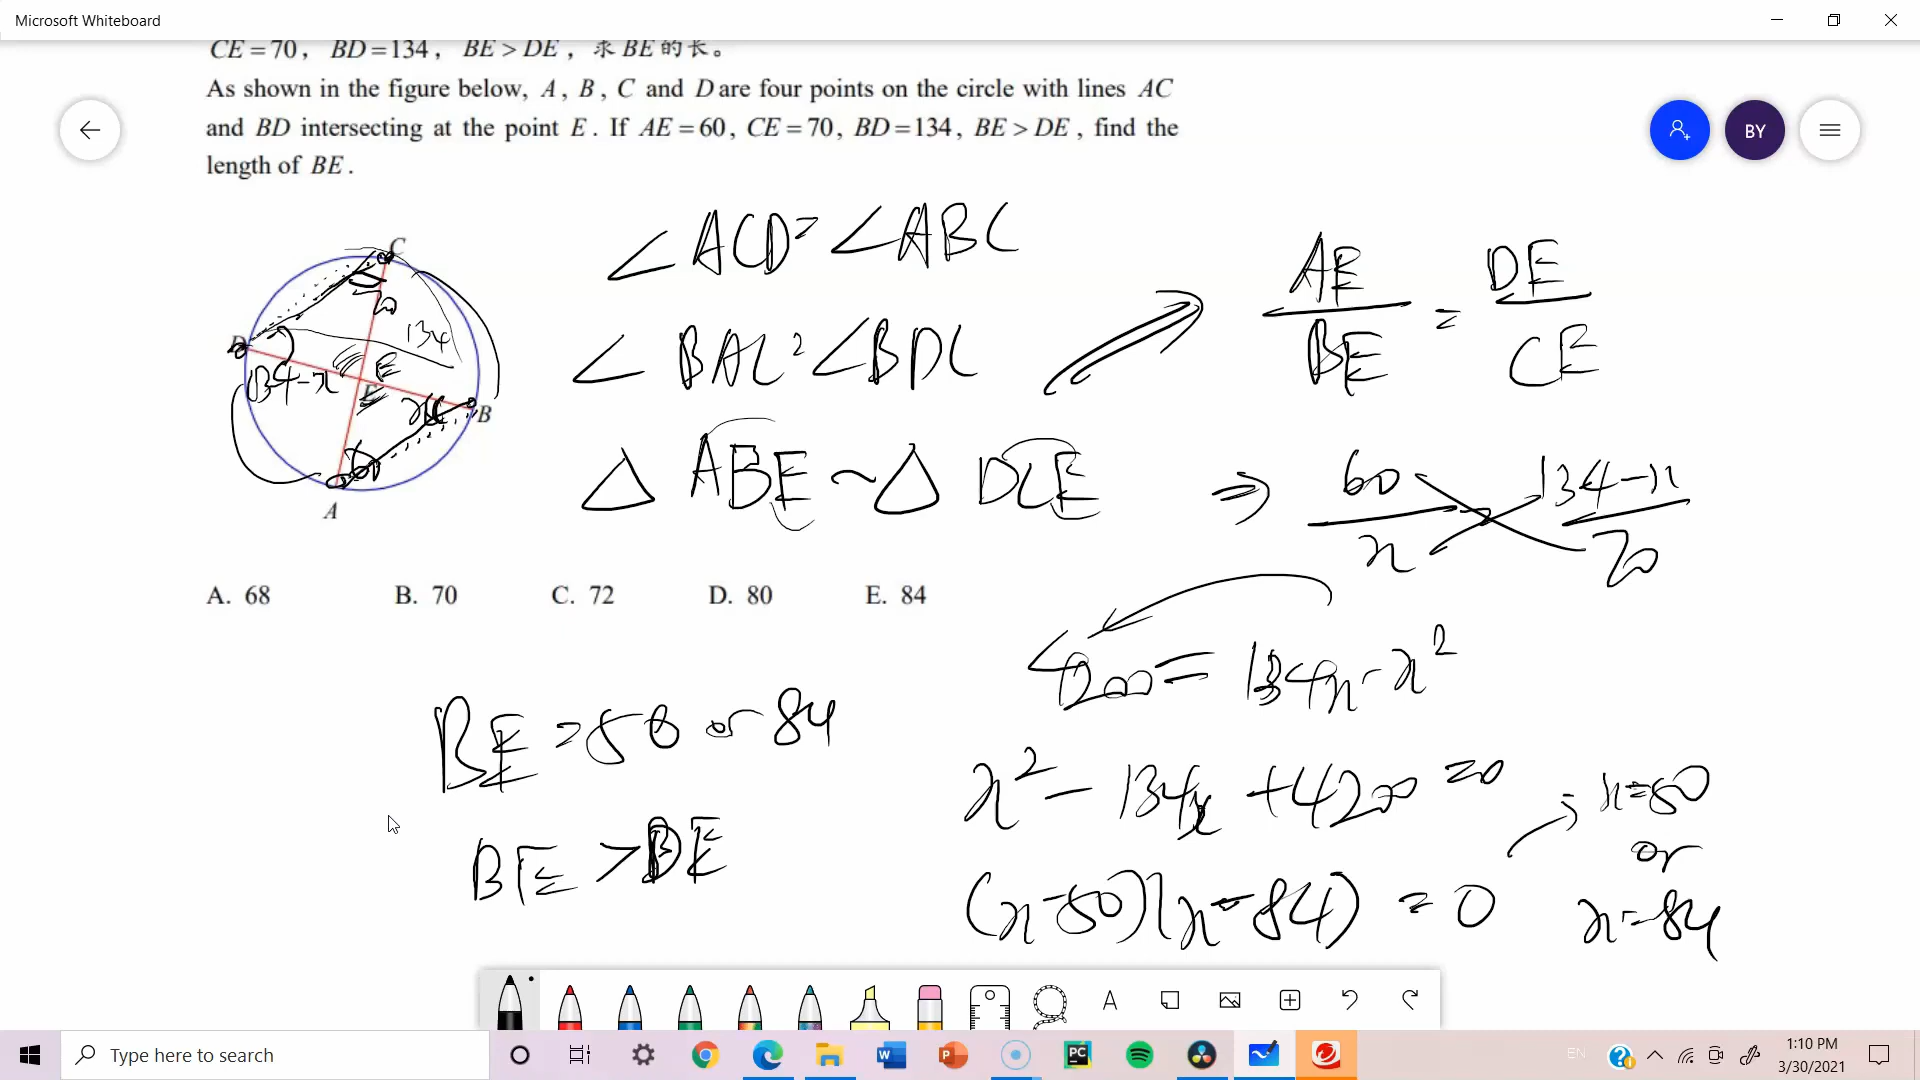 Microsoft Whiteboard
CE = 70, BD = 134, BE > DE, 求 BE 的长。
As shown in the figure below, A, B, C and D are four points on the circle with lines AC
and BD intersecting at the point E. If AE = 60, CE = 70, BD = 134, BE > DE, find the
length of BE.
BY
C
70
134
D
134-x
E
E
x
B
60
A
∠ACD = ∠ABC
∠BAC = ∠BDC
△ABE ~ △DCE
AE/BE = DE/CE
⇒ 60/x 134-x/70
A. 68 B. 70 C. 72 D. 80 E. 84
4200 = 134x - x²
x² - 134x + 4200 = 0
(x-50)(x-84) = 0
x=50
or
x=84
BE = 50 or 84
BE > DE
A
Type here to search
EN
1:10 PM
3/30/2021